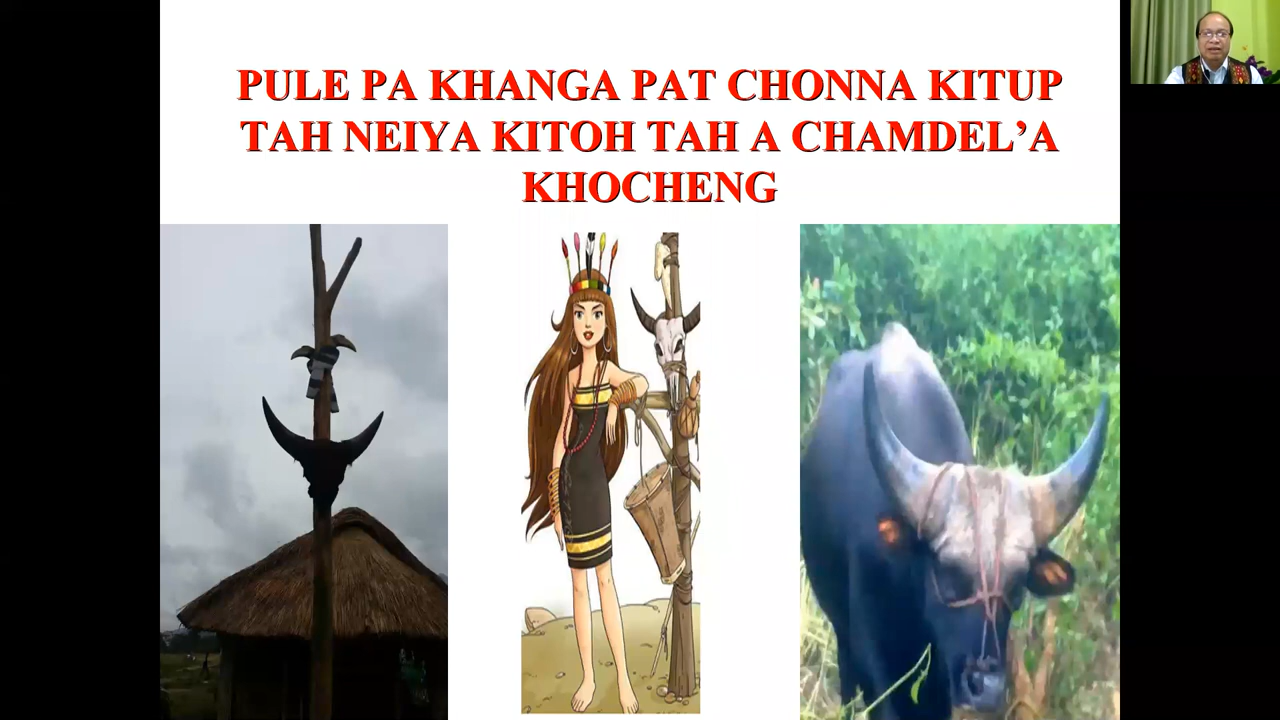 PULE PA KHANGA PAT CHONNA KITUP
TAH NEIYA KITOH TAH A CHAMDEL’A
KHOCHENG